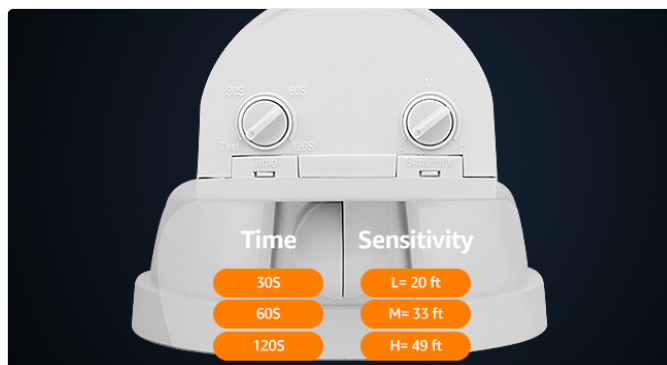 M
30S 60S
Test 120S L H
Time Sensitivity
Time Sensitivity
30S L= 20 ft
60S M= 33 ft
120S H= 49 ft